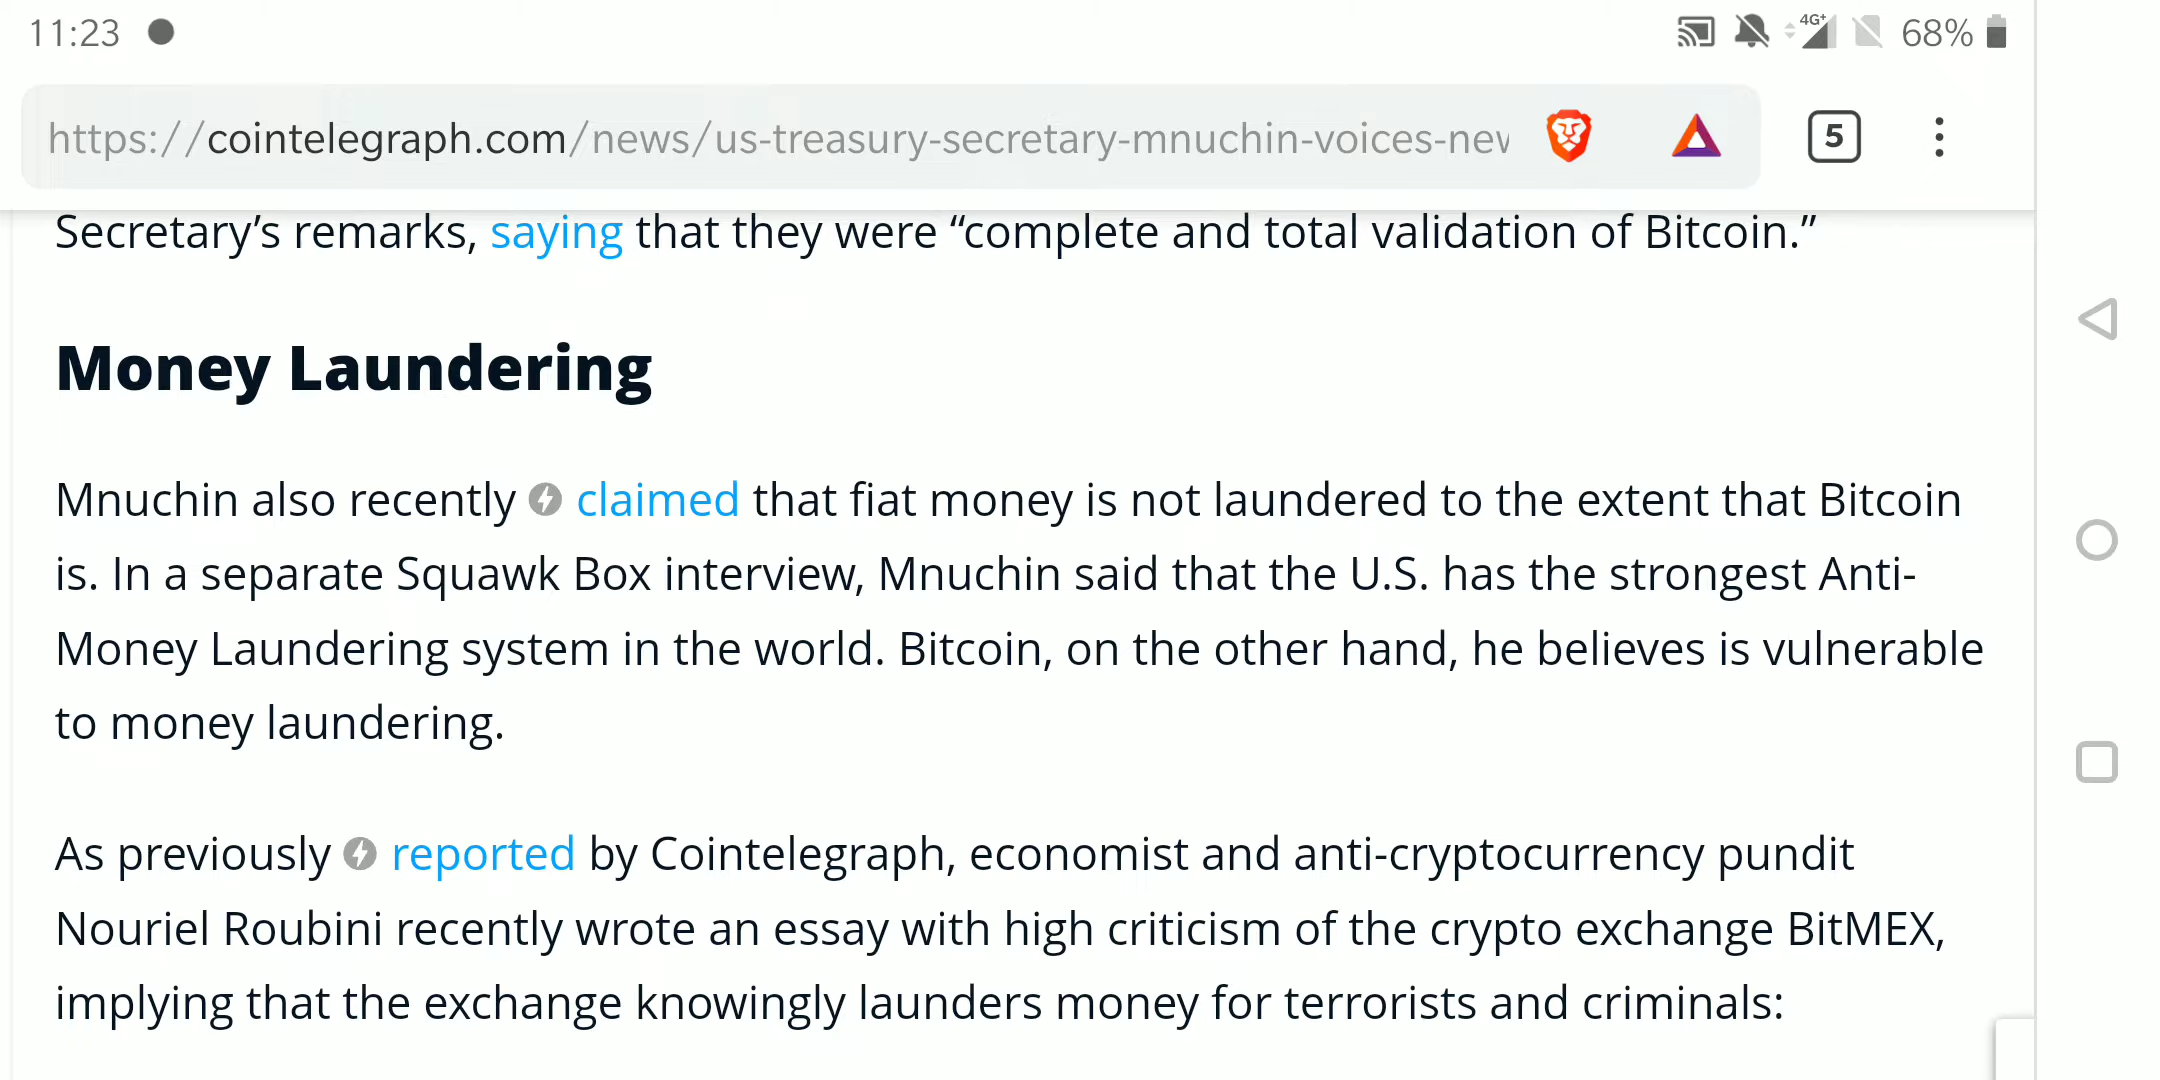 11:23
4G+
68%
https://cointelegraph.com/news/us-treasury-secretary-mnuchin-voices-nev
5
Secretary’s remarks, saying that they were “complete and total validation of Bitcoin.”
Money Laundering
Mnuchin also recently claimed that fiat money is not laundered to the extent that Bitcoin
is. In a separate Squawk Box interview, Mnuchin said that the U.S. has the strongest Anti-
Money Laundering system in the world. Bitcoin, on the other hand, he believes is vulnerable
to money laundering.
As previously reported by Cointelegraph, economist and anti-cryptocurrency pundit
Nouriel Roubini recently wrote an essay with high criticism of the crypto exchange BitMEX,
implying that the exchange knowingly launders money for terrorists and criminals: